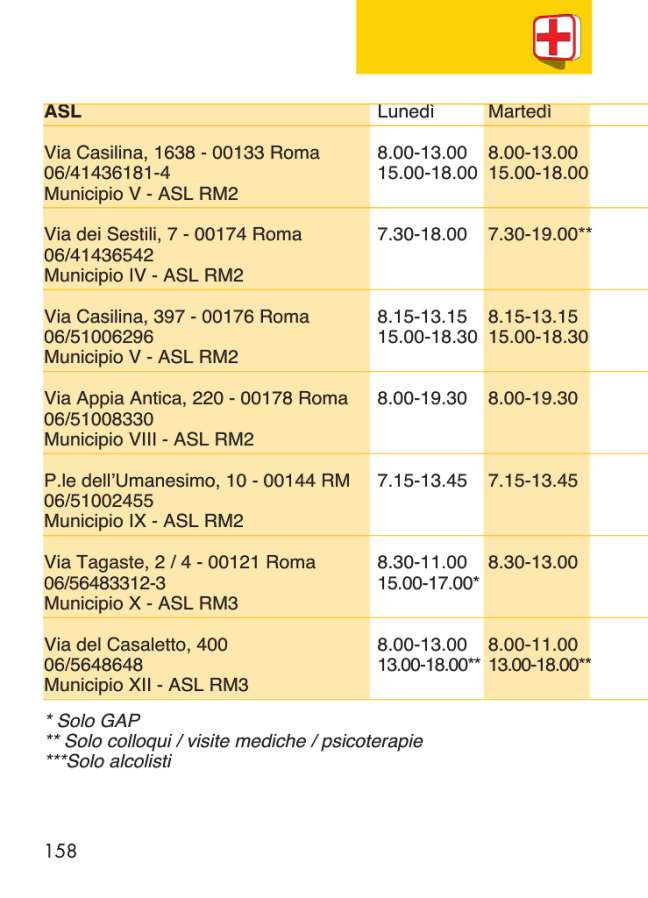 ASL Lunedì Martedì
Via Casilina, 1638 - 00133 Roma 8.00-13.00 8.00-13.00
06/41436181-4 15.00-18.00 15.00-18.00
Municipio V - ASL RM2
Via dei Sestili, 7 - 00174 Roma 7.30-18.00 7.30-19.00**
06/41436542
Municipio IV - ASL RM2
Via Casilina, 397 - 00176 Roma 8.15-13.15 8.15-13.15
06/51006296 15.00-18.30 15.00-18.30
Municipio V - ASL RM2
Via Appia Antica, 220 - 00178 Roma 8.00-19.30 8.00-19.30
06/51008330
Municipio VIII - ASL RM2
P.le dell’Umanesimo, 10 - 00144 RM 7.15-13.45 7.15-13.45
06/51002455
Municipio IX - ASL RM2
Via Tagaste, 2 / 4 - 00121 Roma 8.30-11.00 8.30-13.00
06/56483312-3 15.00-17.00*
Municipio X - ASL RM3
Via del Casaletto, 400 8.00-13.00 8.00-11.00
06/5648648 13.00-18.00** 13.00-18.00**
Municipio XII - ASL RM3
* Solo GAP
** Solo colloqui / visite mediche / psicoterapie
***Solo alcolisti
158